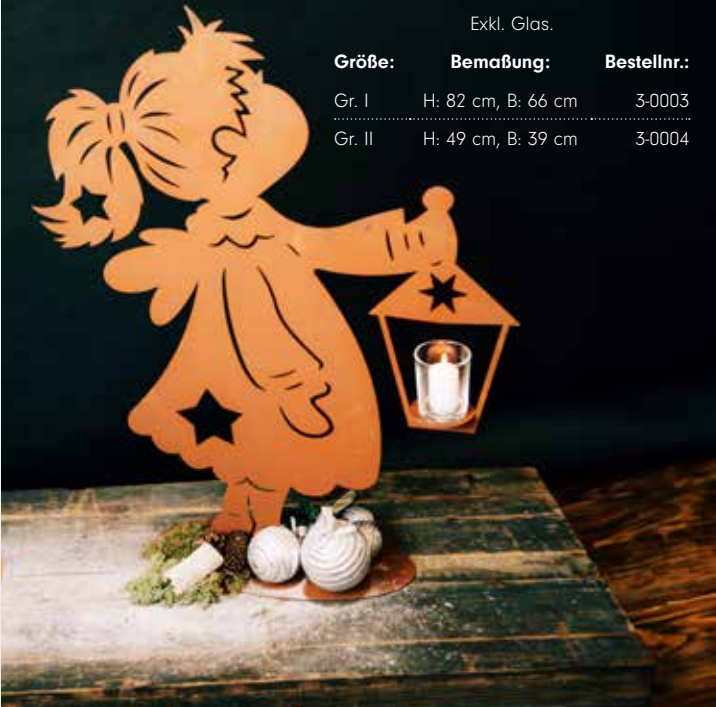 Exkl. Glas.
Größe: Bemaßung: Bestellnr.:
Gr. I H: 82 cm, B: 66 cm 3-0003
Gr. II H: 49 cm, B: 39 cm 3-0004